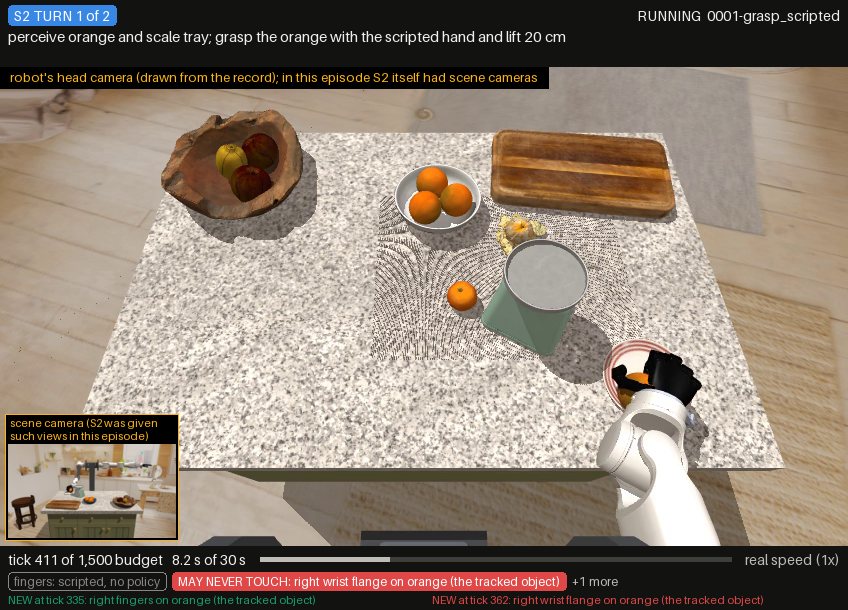 S2 TURN 1 of 2
RUNNING 0001-grasp_scripted
perceive orange and scale tray; grasp the orange with the scripted hand and lift 20 cm
robot's head camera (drawn from the record); in this episode S2 itself had scene cameras
scene camera (S2 was given
such views in this episode)
tick 411 of 1,500 budget 8.2 s of 30 s
real speed (1x)
fingers: scripted, no policy
MAY NEVER TOUCH: right wrist flange on orange (the tracked object)
+1 more
NEW at tick 335: right fingers on orange (the tracked object)
NEW at tick 362: right wrist flange on orange (the tracked object)